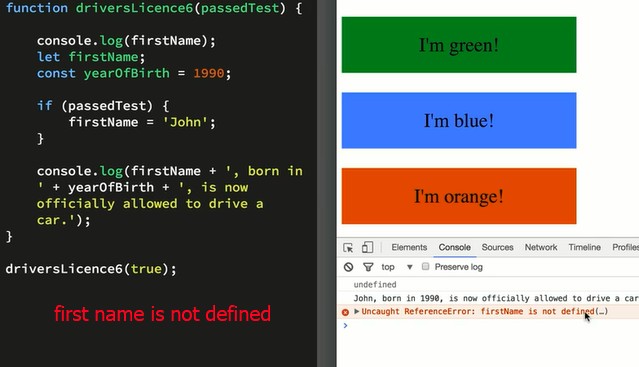 function driversLicence6(passedTest) {
console.log(firstName);
let firstName;
const yearOfBirth = 1990;
if (passedTest) {
firstName = 'John';
}
console.log(firstName + ', born in
' + yearOfBirth + ', is now
officially allowed to drive a
car.');
}
driversLicence6(true);
first name is not defined
I'm green!
I'm blue!
I'm orange!
Elements Console Sources Network Timeline Profiles
top Preserve log
undefined
John, born in 1990, is now officially allowed to drive a car
Uncaught ReferenceError: firstName is not defined(…)